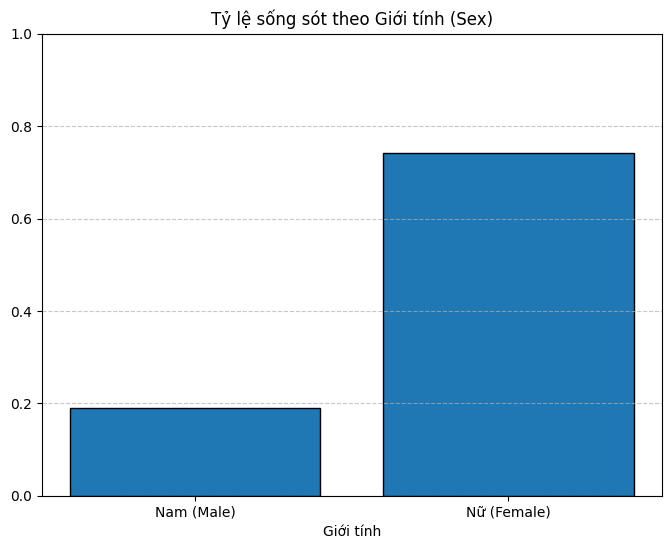 Tỷ lệ sống sót theo Giới tính (Sex)
1.0
0.8
0.6
0.4
0.2
0.0
Nam (Male) Nữ (Female)
Giới tính